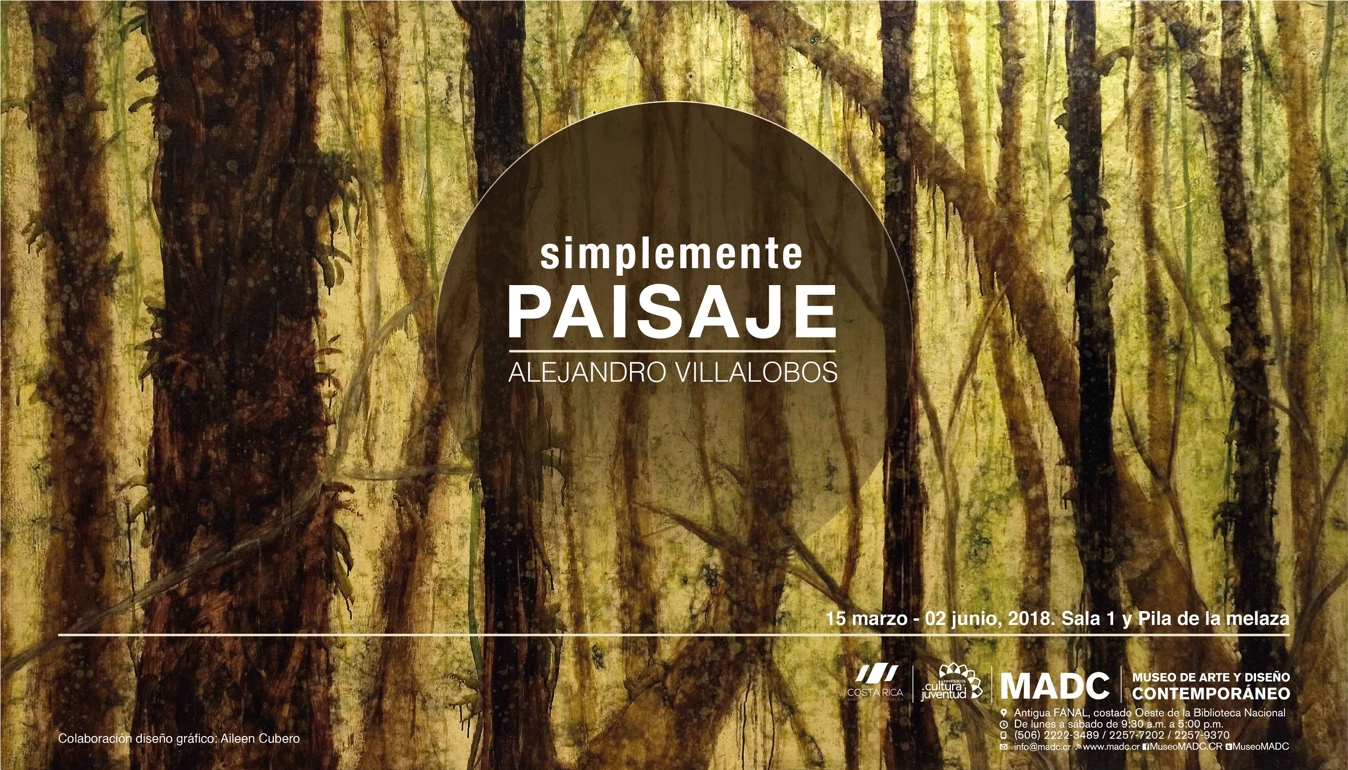 simplemente
PAISAJE
ALEJANDRO VILLALOBOS
15 marzo - 02 junio, 2018. Sala 1 y Pila de la melaza
COSTA RICA
MINISTERIO DE
cultura
juventud
MADC
MUSEO DE ARTE Y DISEÑO
CONTEMPORÁNEO
Antigua FANAL, costado Oeste de la Biblioteca Nacional
De lunes a sábado de 9:30 a.m. a 5:00 p.m.
(506) 2222-3489 / 2257-7202 / 2257-9370
info@madc.cr www.madc.cr MuseoMADC.CR MuseoMADC
Colaboración diseño gráfico: Aileen Cubero